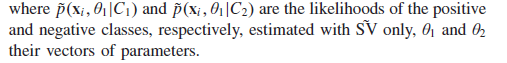 where p̃(xᵢ, θ₁|C₁) and p̃(xᵢ, θ₁|C₂) are the likelihoods of the positive
and negative classes, respectively, estimated with SṼ only, θ₁ and θ₂
their vectors of parameters.